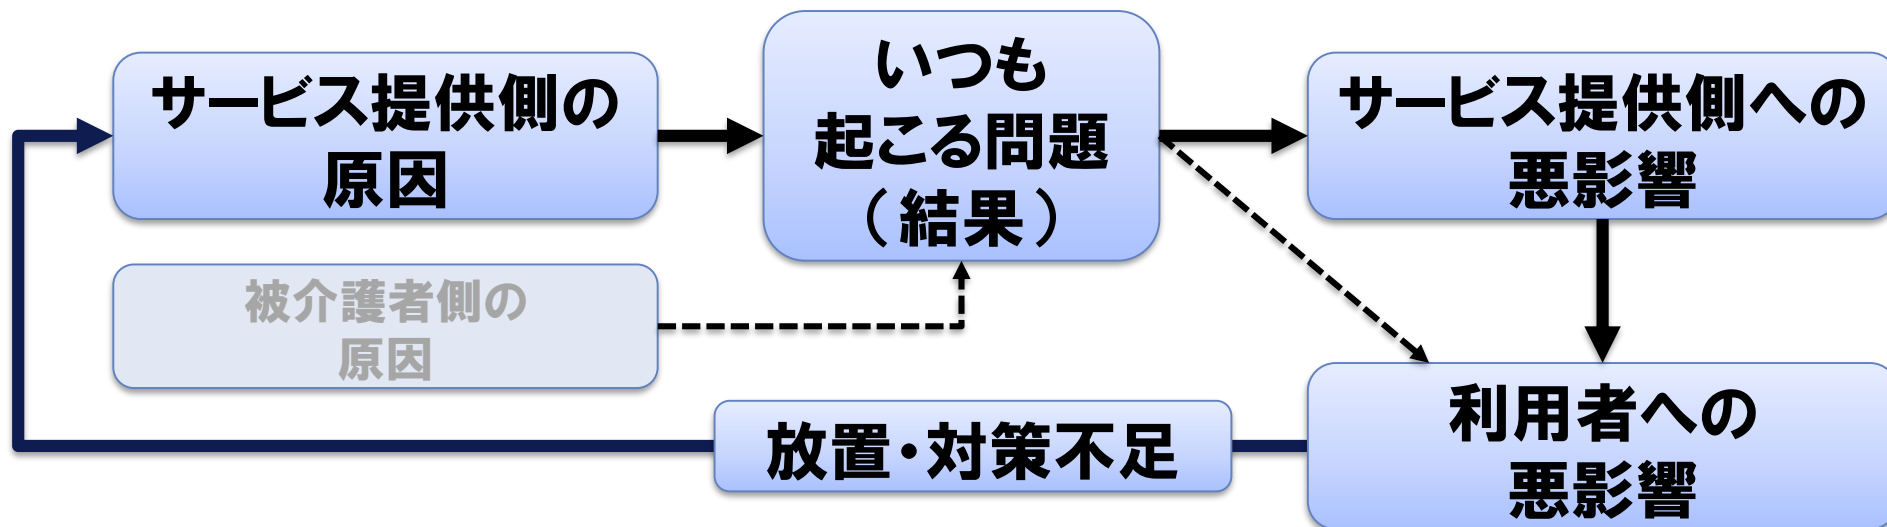 サービス提供側の
原因
いつも
起こる問題
（結果）
サービス提供側への
悪影響
被介護者側の
原因
放置・対策不足
利用者への
悪影響